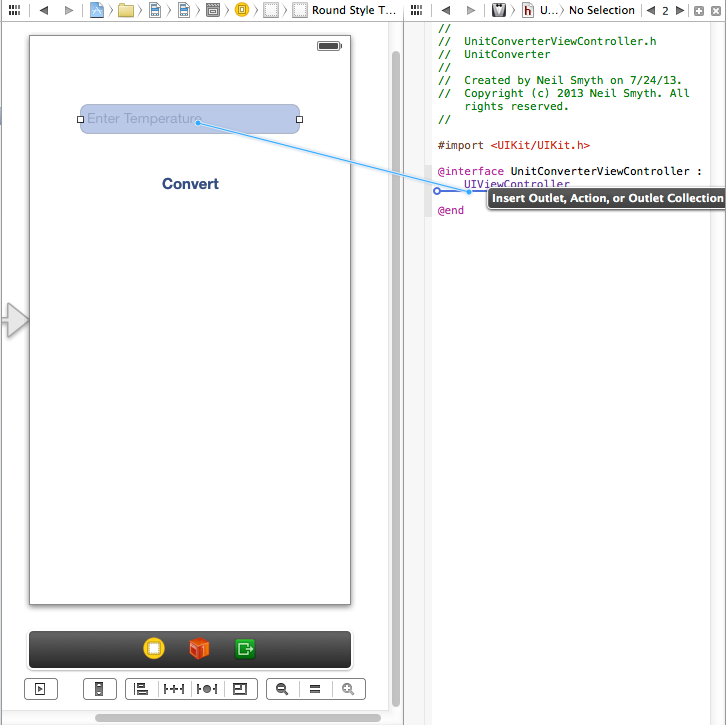 Round Style T...
U... No Selection 2
Enter Temperature
Convert
//
// UnitConverterViewController.h
// UnitConverter
//
// Created by Neil Smyth on 7/24/13.
// Copyright (c) 2013 Neil Smyth. All
rights reserved.
//
#import <UIKit/UIKit.h>
@interface UnitConverterViewController :
UIViewController
Insert Outlet, Action, or Outlet Collection
@end